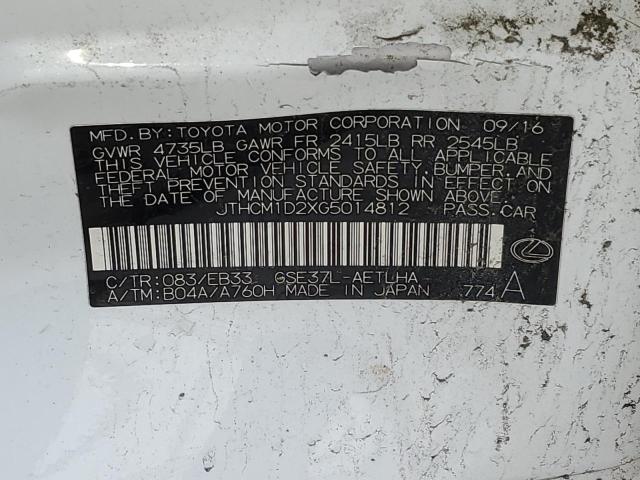 MFD.BY:TOYOTA MOTOR CORPORATION 09/16
GVWR 4735LB GAWR FR 2415LB RR 2545LB
THIS VEHICLE CONFORMS TO ALL APPLICABLE
FEDERAL MOTOR VEHICLE SAFETY,BUMPER,AND
THEFT PREVENTION STANDARDS IN EFFECT ON
THE DATE OF MANUFACTURE SHOWN ABOVE.
JTHCM1D2XG5014812 PASS.CAR
C/TR:083/EB33 GSE37L-AETLHA
A/TM:B04A/A760H MADE IN JAPAN 774 A